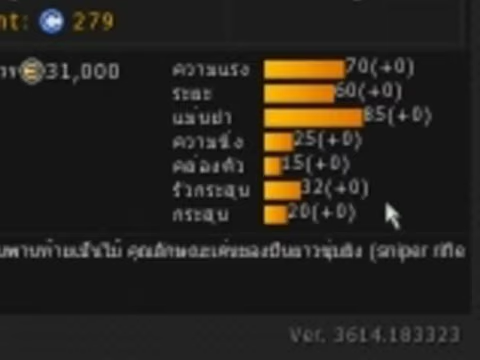 nt: 279
31,000
ความแรง 70(+0)
ระยะ 60(+0)
แม่นยำ 85(+0)
ความนิ่ง 25(+0)
คล่องตัว 15(+0)
รัวกระสุน 32(+0)
กระสุน 20(+0)
(sniper rifle
Ver. 3614.183323